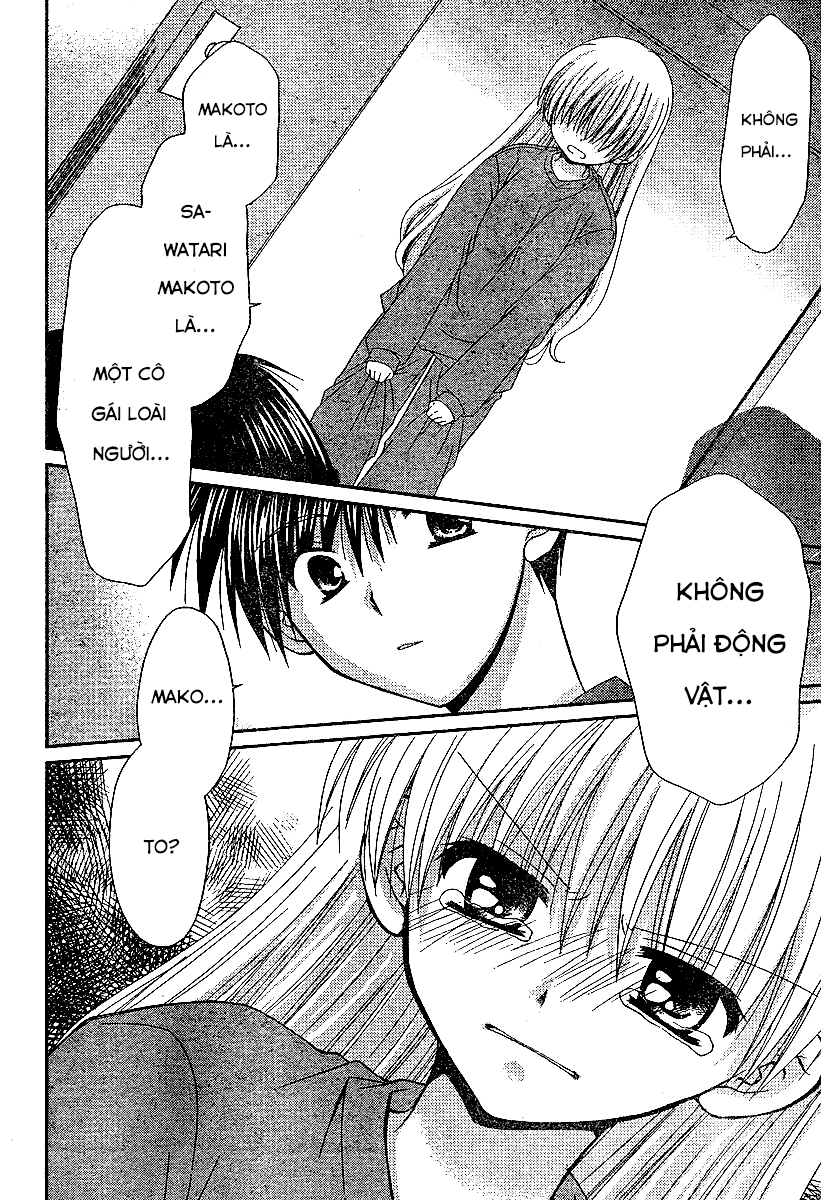 KHÔNG
PHẢI...
MAKOTO
LÀ...
SA-
WATARI
MAKOTO
LÀ...
MỘT CÔ
GÁI LOÀI
NGƯỜI...
KHÔNG
PHẢI ĐỘNG
VẬT...
MAKO...
TO?